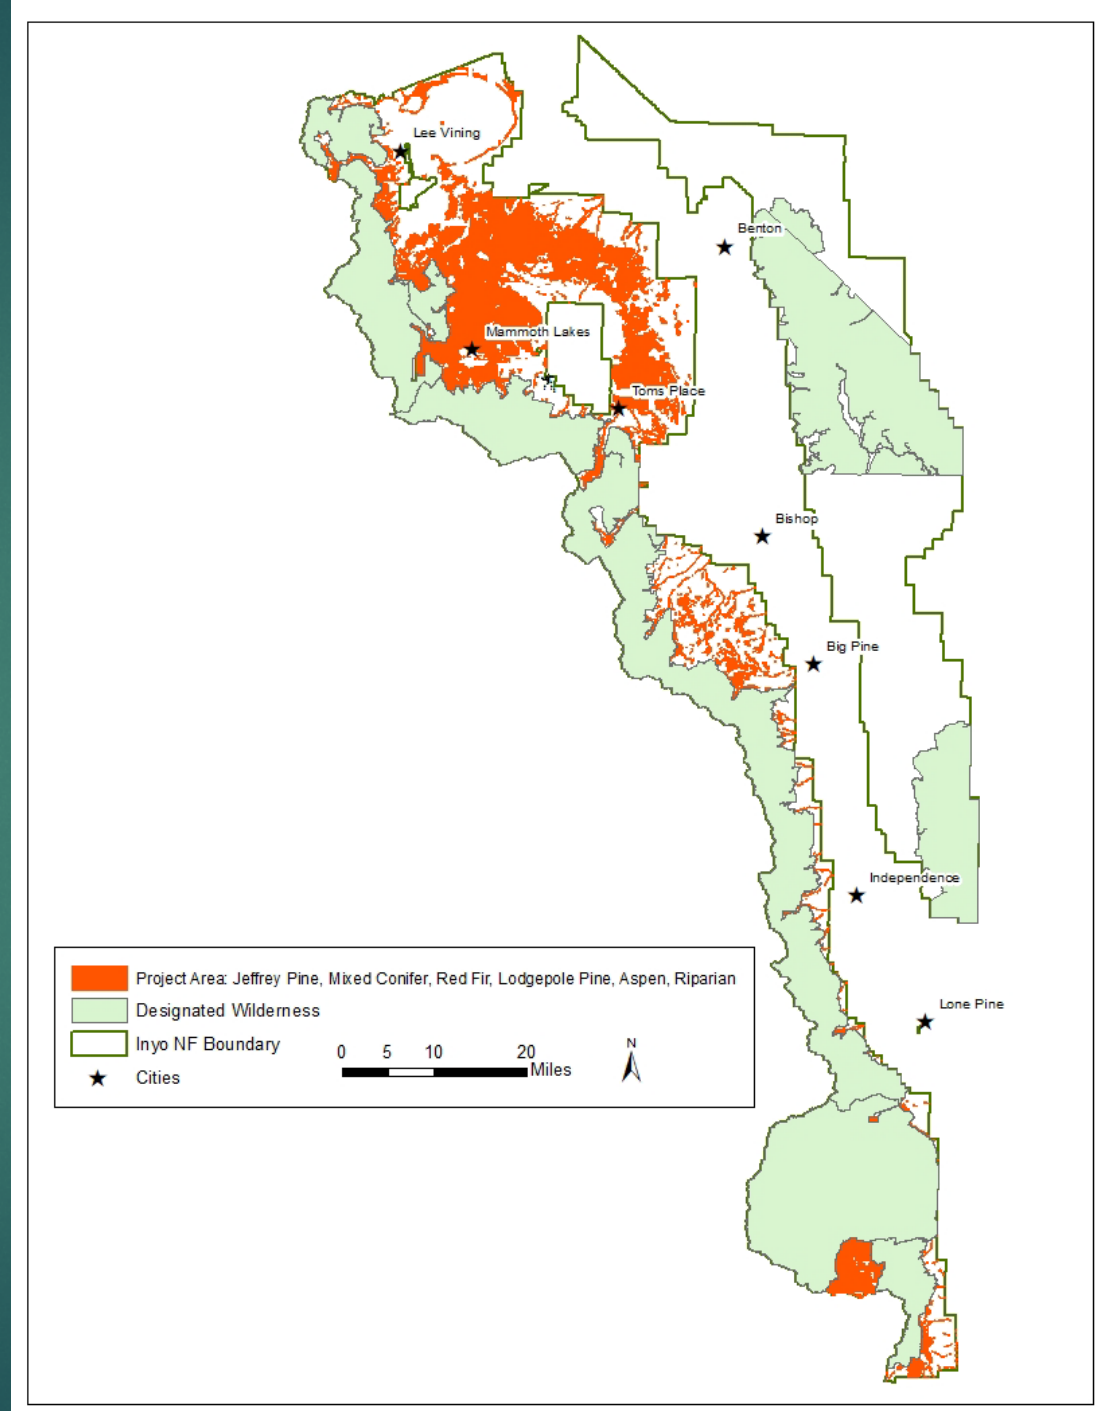 Lee Vining
Benton
Mammoth Lakes
Toms Place
Bishop
Big Pine
Independence
Lone Pine
Project Area: Jeffrey Pine, Mixed Conifer, Red Fir, Lodgepole Pine, Aspen, Riparian
Designated Wilderness
Inyo NF Boundary
Cities
0 5 10 20
Miles
N